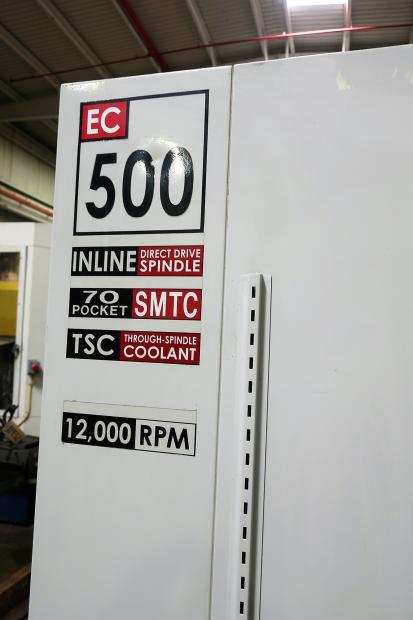 EC
500
INLINE DIRECT DRIVE SPINDLE
70 POCKET SMTC
TSC THROUGH-SPINDLE COOLANT
12,000 RPM